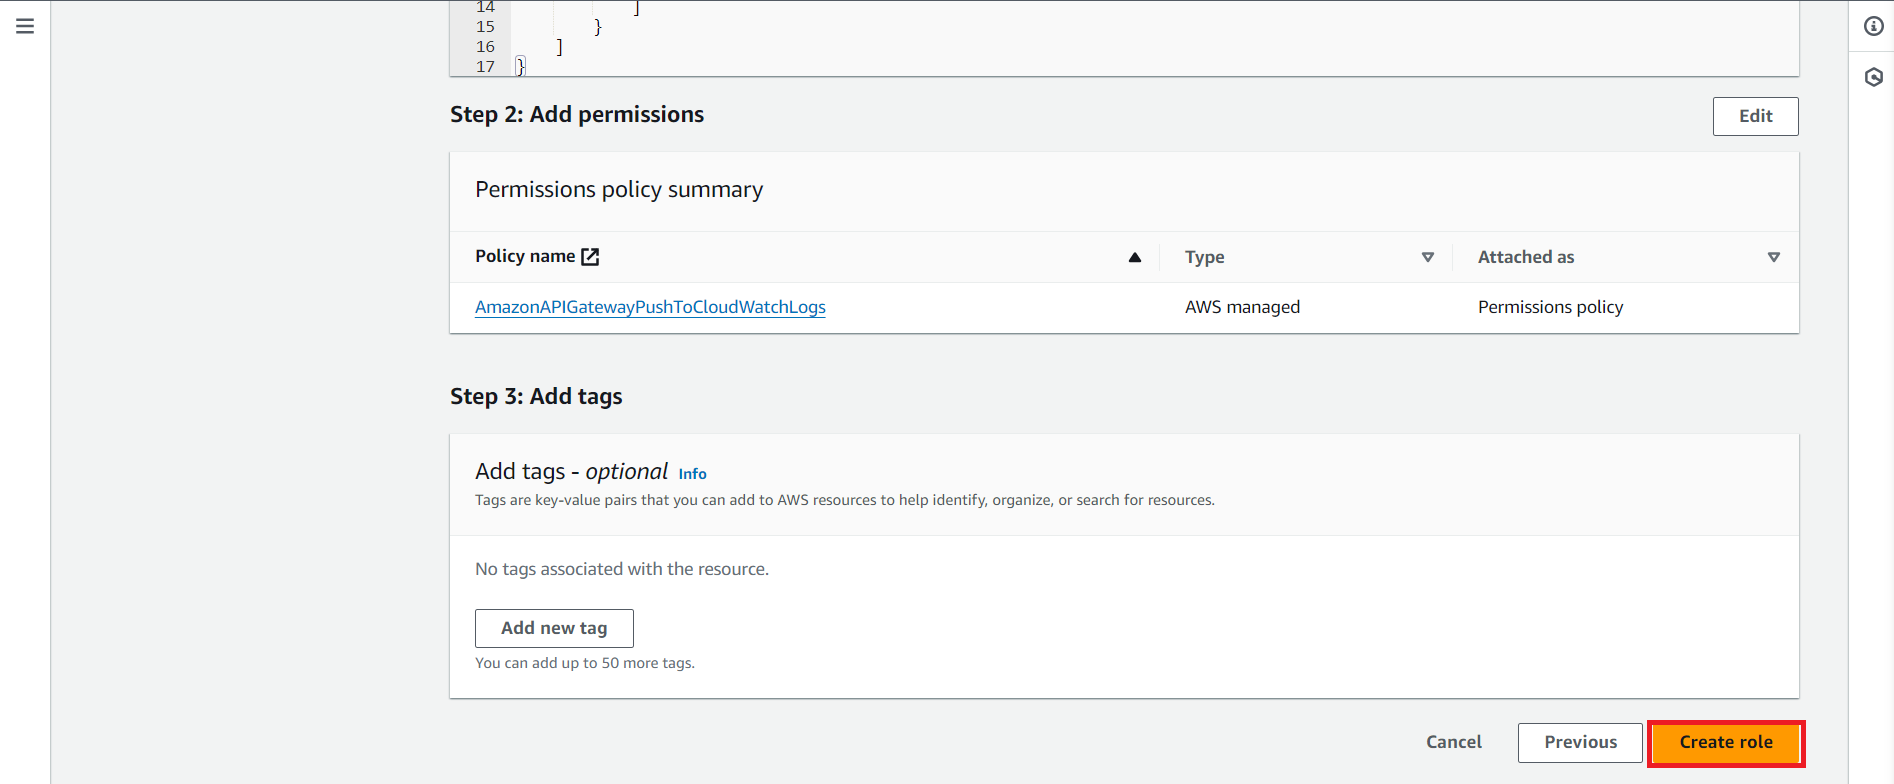 14 ]
15 }
16 ]
17 }
Step 2: Add permissions
Edit
Permissions policy summary
Policy name Type Attached as
AmazonAPIGatewayPushToCloudWatchLogs AWS managed Permissions policy
Step 3: Add tags
Add tags - optional Info
Tags are key-value pairs that you can add to AWS resources to help identify, organize, or search for resources.
No tags associated with the resource.
Add new tag
You can add up to 50 more tags.
Cancel Previous Create role